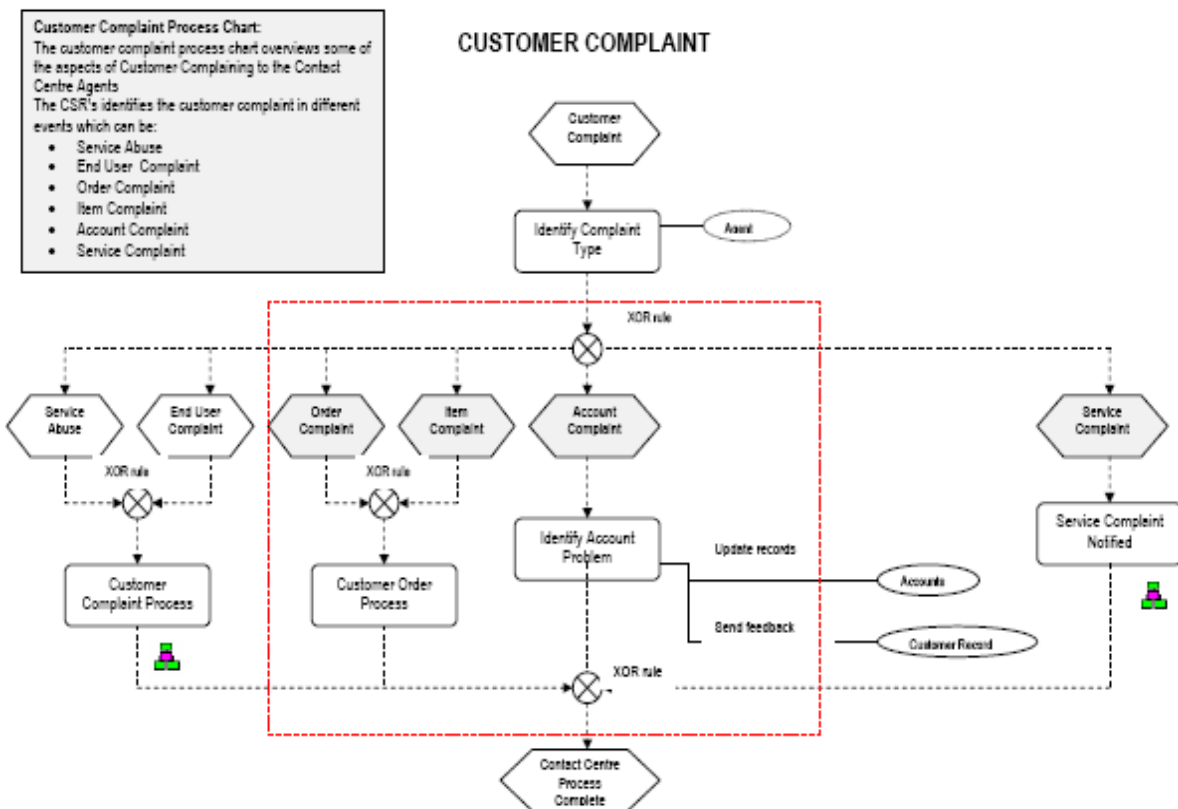 Customer Complaint Process Chart:
The customer complaint process chart overviews some of
the aspects of Customer Complaining to the Contact
Centre Agents
The CSR's identifies the customer complaint in different
events which can be:
• Service Abuse
• End User Complaint
• Order Complaint
• Item Complaint
• Account Complaint
• Service Complaint
CUSTOMER COMPLAINT
Customer
Complaint
Identify Complaint
Type
Agent
XOR rule
Service
Abuse
End User
Complaint
Order
Complaint
Item
Complaint
Account
Complaint
Service
Complaint
XOR rule
XOR rule
Identify Account
Problem
Service Complaint
Notified
Update records
Customer
Complaint Process
Customer Order
Process
Accounts
Send feedback
Customer Record
XOR rule
Contact Centre
Process
Complete